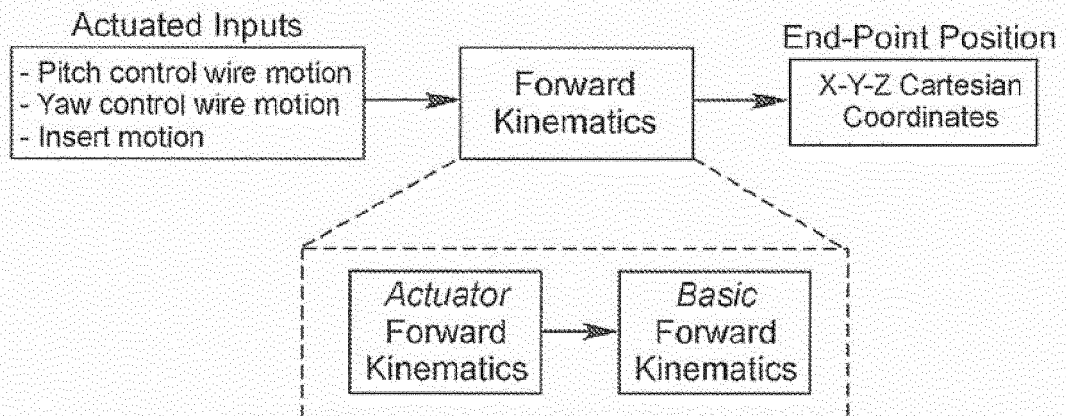 Actuated Inputs
- Pitch control wire motion
- Yaw control wire motion
- Insert motion
Forward
Kinematics
End-Point Position
X-Y-Z Cartesian
Coordinates
Actuator
Forward
Kinematics
Basic
Forward
Kinematics